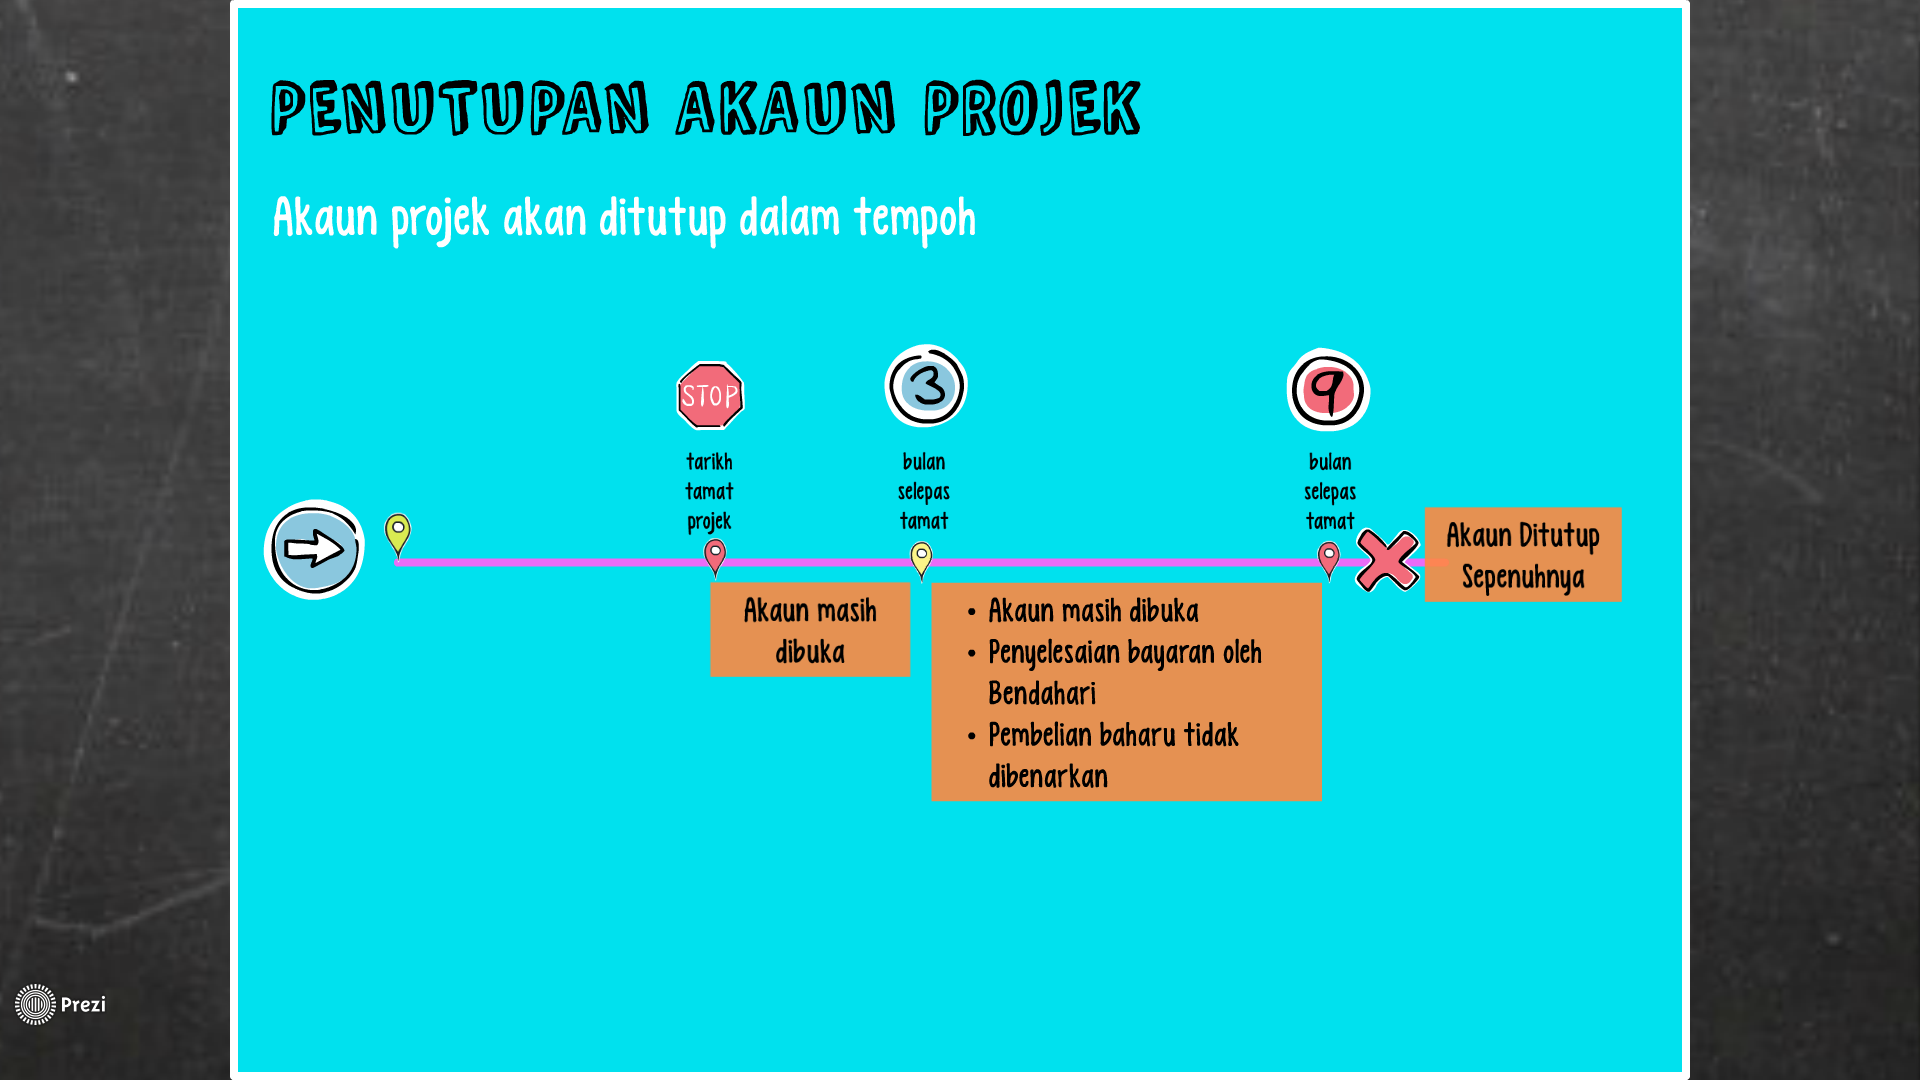 PENUTUPAN AKAUN PROJEK
Akaun projek akan ditutup dalam tempoh
STOP
tarikh
tamat
projek
3
bulan
selepas
tamat
9
bulan
selepas
tamat
Akaun masih
dibuka
• Akaun masih dibuka
• Penyelesaian bayaran oleh
Bendahari
• Pembelian baharu tidak
dibenarkan
Akaun Ditutup
Sepenuhnya
Prezi